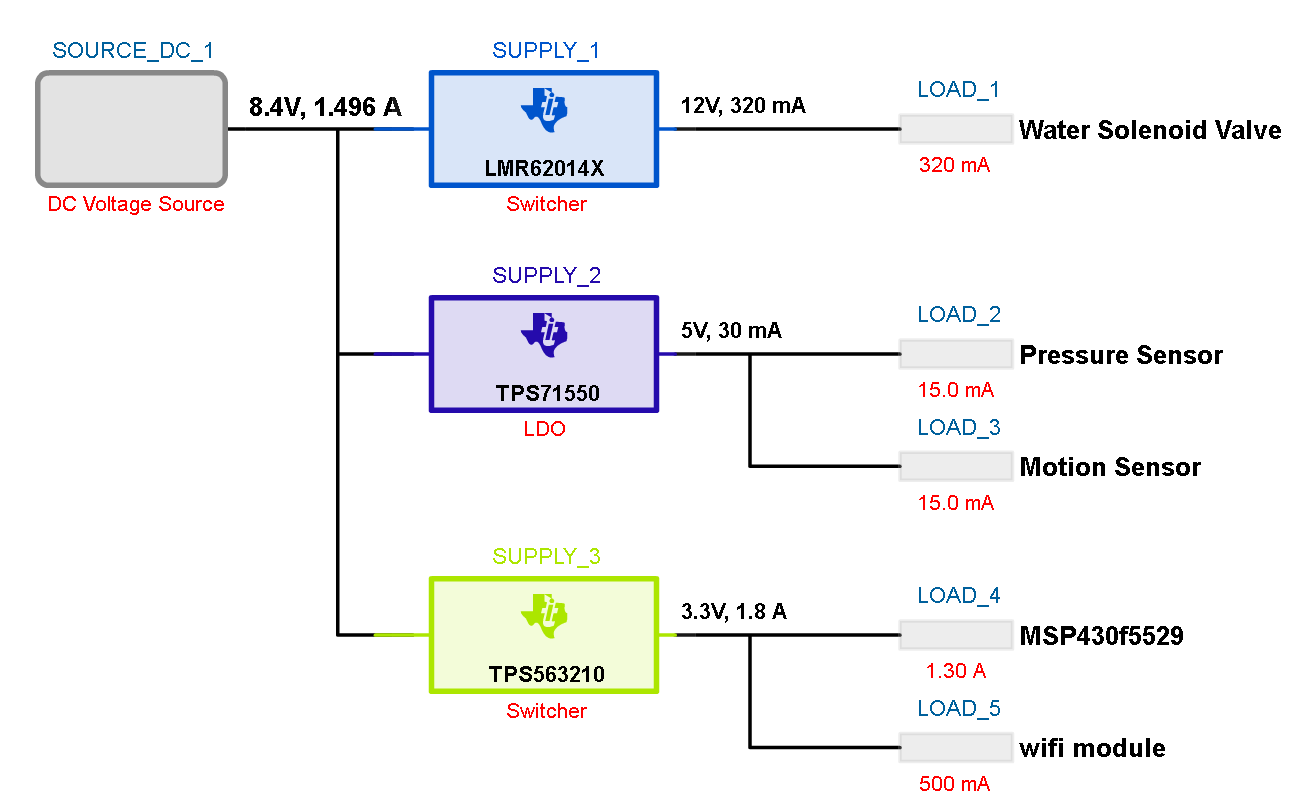 SOURCE_DC_1
8.4V, 1.496 A
DC Voltage Source
SUPPLY_1
LMR62014X
Switcher
12V, 320 mA
LOAD_1
Water Solenoid Valve
320 mA
SUPPLY_2
TPS71550
LDO
5V, 30 mA
LOAD_2
Pressure Sensor
15.0 mA
LOAD_3
Motion Sensor
15.0 mA
SUPPLY_3
TPS563210
Switcher
3.3V, 1.8 A
LOAD_4
MSP430f5529
1.30 A
LOAD_5
wifi module
500 mA